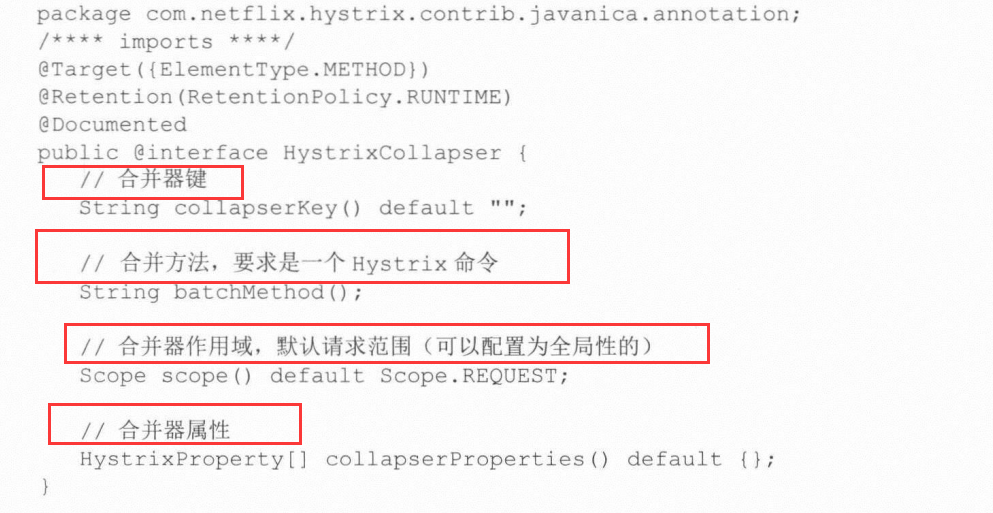 package com.netflix.hystrix.contrib.javanica.annotation;
/**** imports ****/
@Target({ElementType.METHOD})
@Retention(RetentionPolicy.RUNTIME)
@Documented
public @interface HystrixCollapser {
// 合并器键
String collapserKey() default "";
// 合并方法，要求是一个 Hystrix 命令
String batchMethod();
// 合并器作用域，默认请求范围（可以配置为全局性的）
Scope scope() default Scope.REQUEST;
// 合并器属性
HystrixProperty[] collapserProperties() default {};
}